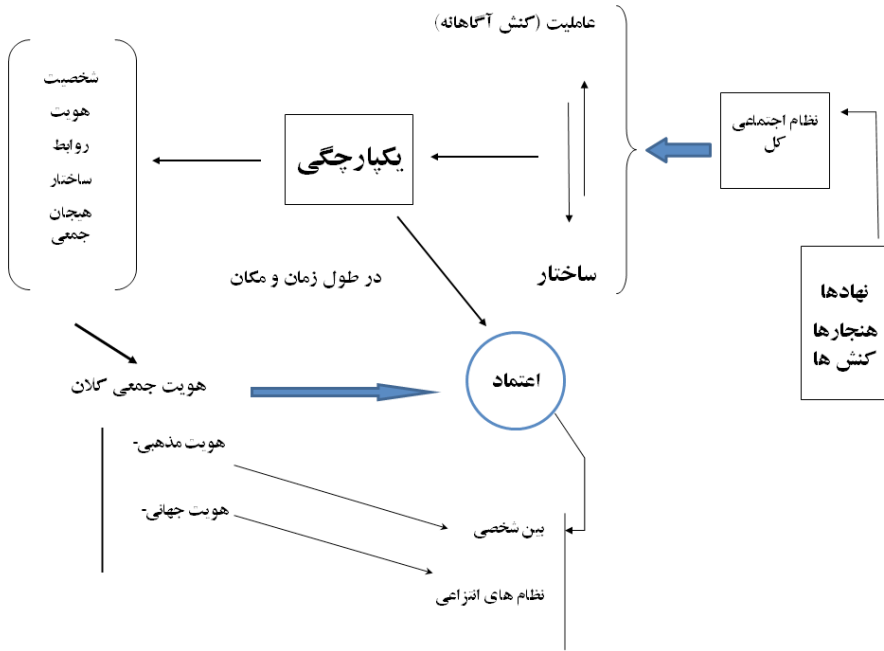 عاملیت (کنش آگاهانه)
نظام اجتماعی
کل
نهادها
هنجارها
کنش ها
ساختار
یکپارچگی
در طول زمان و مکان
شخصیت
هویت
روابط
ساختار
هیجان
جمعی
اعتماد
هویت جمعی کلان
هویت مذهبی-
هویت جهانی-
بین شخصی
نظام های انتزاعی